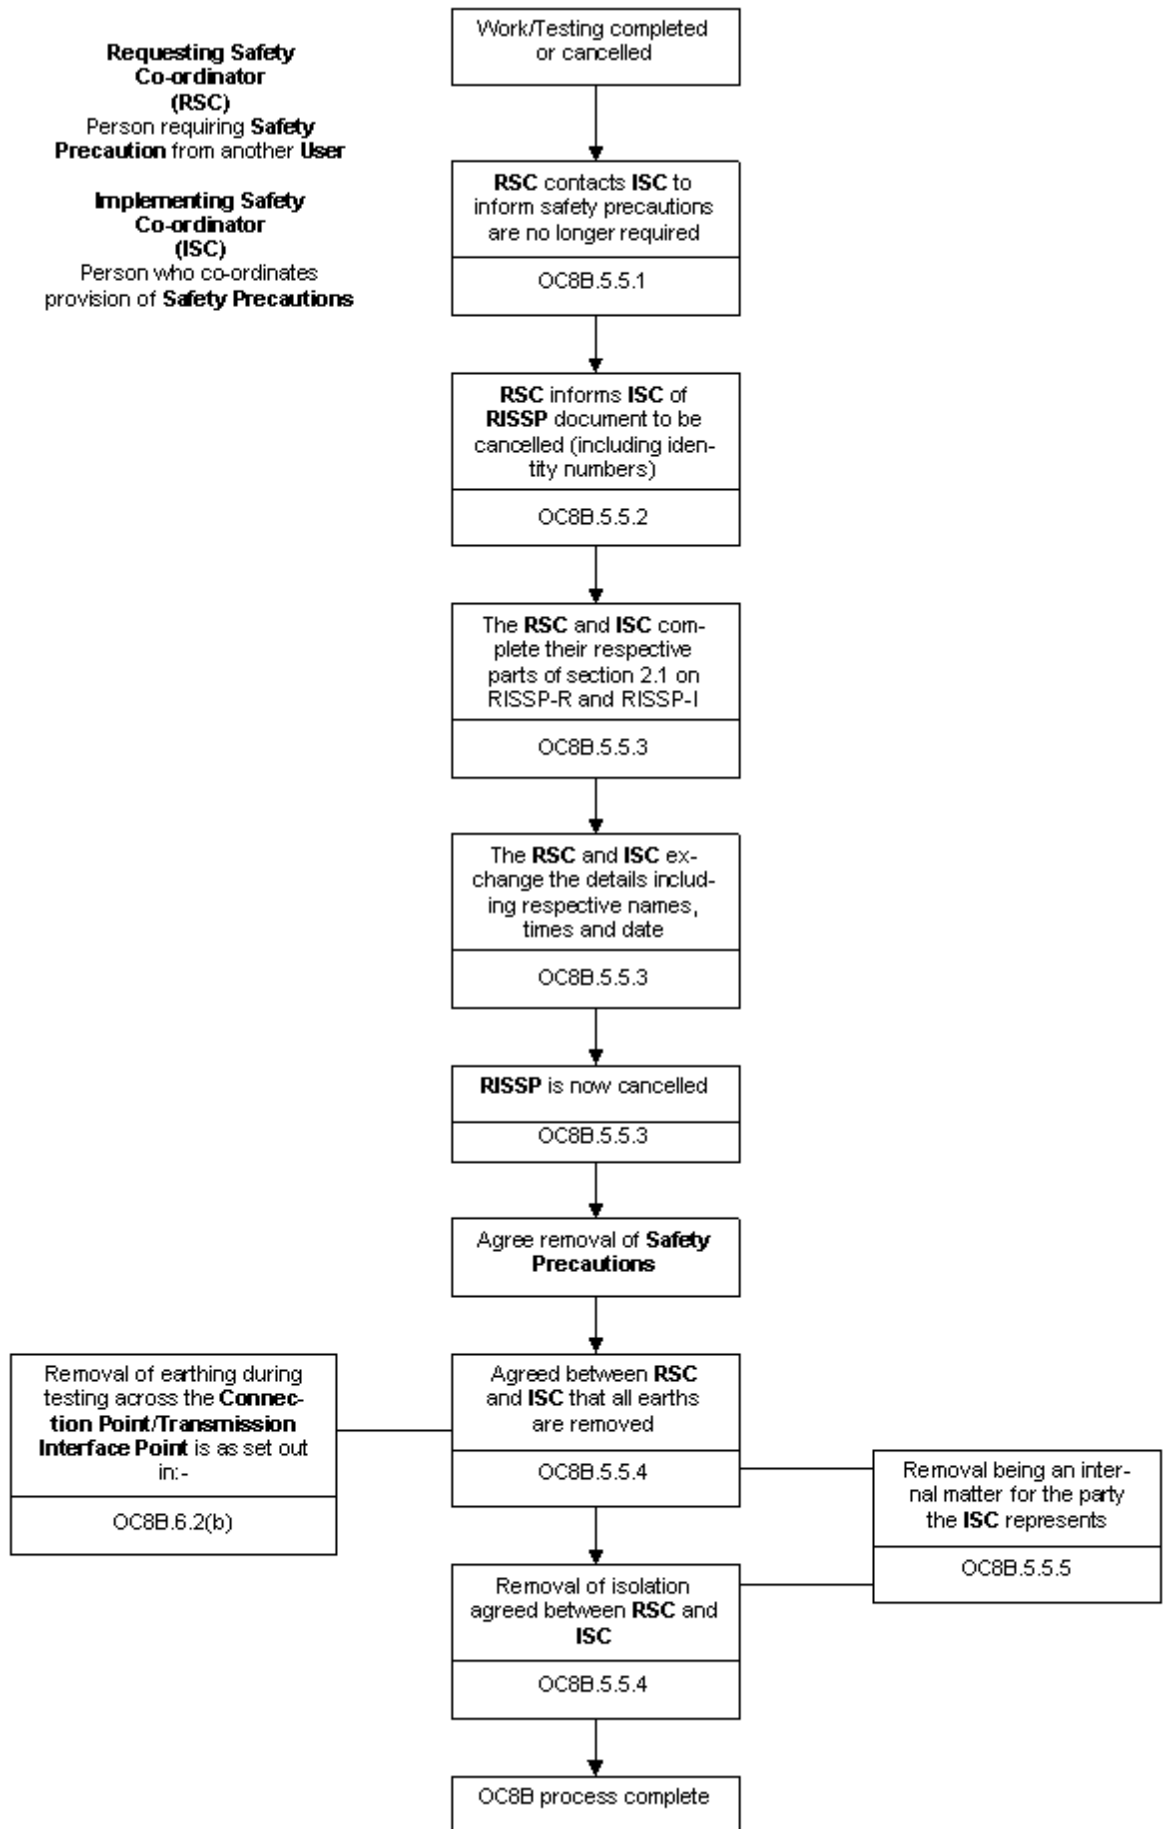 Requesting Safety
Co-ordinator
(RSC)
Person requiring Safety
Precaution from another User
Implementing Safety
Co-ordinator
(ISC)
Person who co-ordinates
provision of Safety Precautions
Work/Testing completed
or cancelled
RSC contacts ISC to
inform safety precautions
are no longer required
OC8B.5.5.1
RSC informs ISC of
RISSP document to be
cancelled (including iden-
tity numbers)
OC8B.5.5.2
The RSC and ISC com-
plete their respective
parts of section 2.1 on
RISSP-R and RISSP-I
OC8B.5.5.3
The RSC and ISC ex-
change the details includ-
ing respective names,
times and date
OC8B.5.5.3
RISSP is now cancelled
OC8B.5.5.3
Agree removal of Safety
Precautions
Removal of earthing during
testing across the Connec-
tion Point/Transmission
Interface Point is as set out
in:-
OC8B.6.2(b)
Agreed between RSC
and ISC that all earths
are removed
OC8B.5.5.4
Removal being an inter-
nal matter for the party
the ISC represents
OC8B.5.5.5
Removal of isolation
agreed between RSC and
ISC
OC8B.5.5.4
OC8B process complete